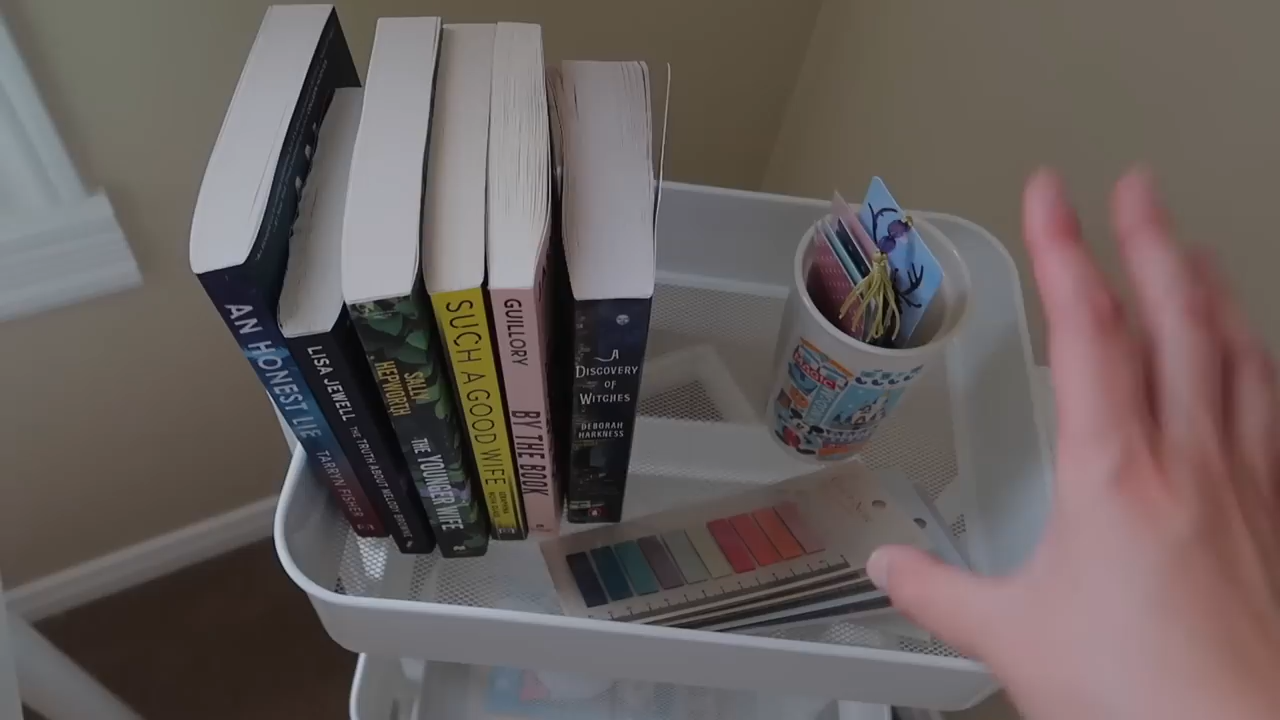 AN HONEST LIE TARRYN FISHER
LISA JEWELL THE TRUTH ABOUT MELODY BROWNE
SALLY
HEPWORTH
THE YOUNGER WIFE
SUCH A GOOD WIFE
GUILLORY BY THE BOOK
A
DISCOVERY
OF
WITCHES
DEBORAH
HARKNESS
MAGIC